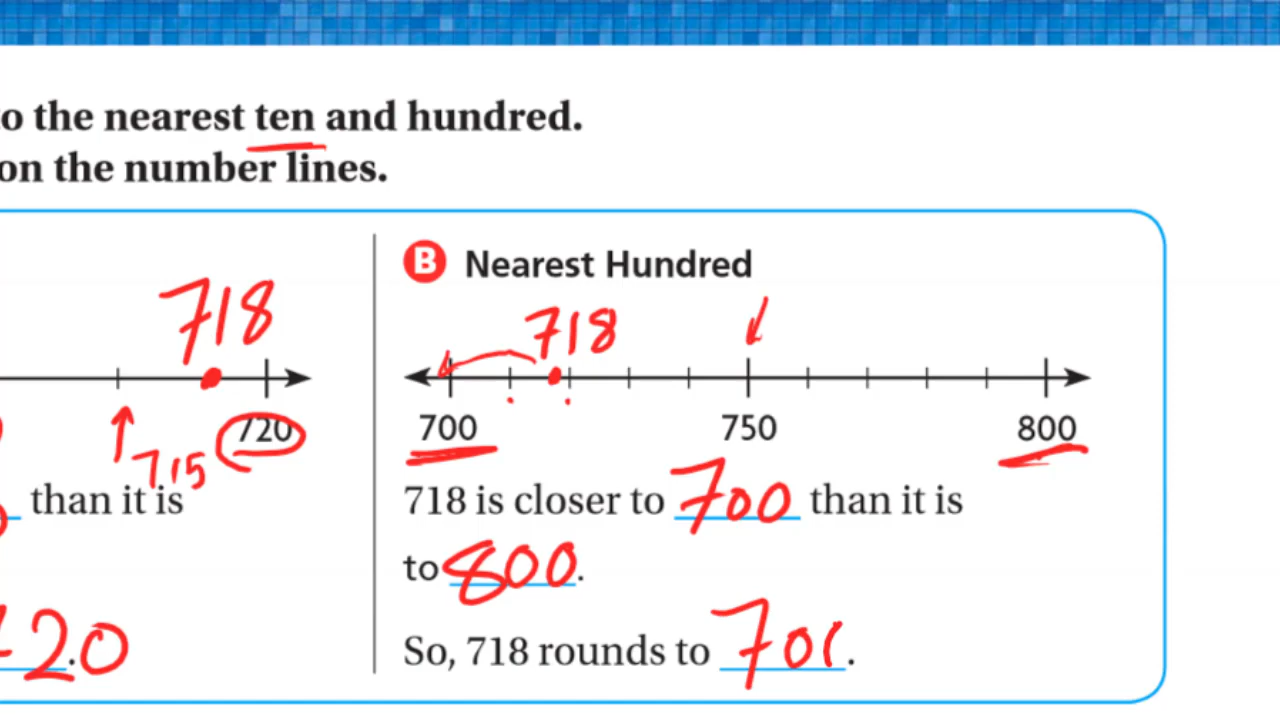 o the nearest ten and hundred.
on the number lines.
718
720
715
than it is
20.
B Nearest Hundred
718
700 750 800
718 is closer to 700 than it is
to 800.
So, 718 rounds to 70